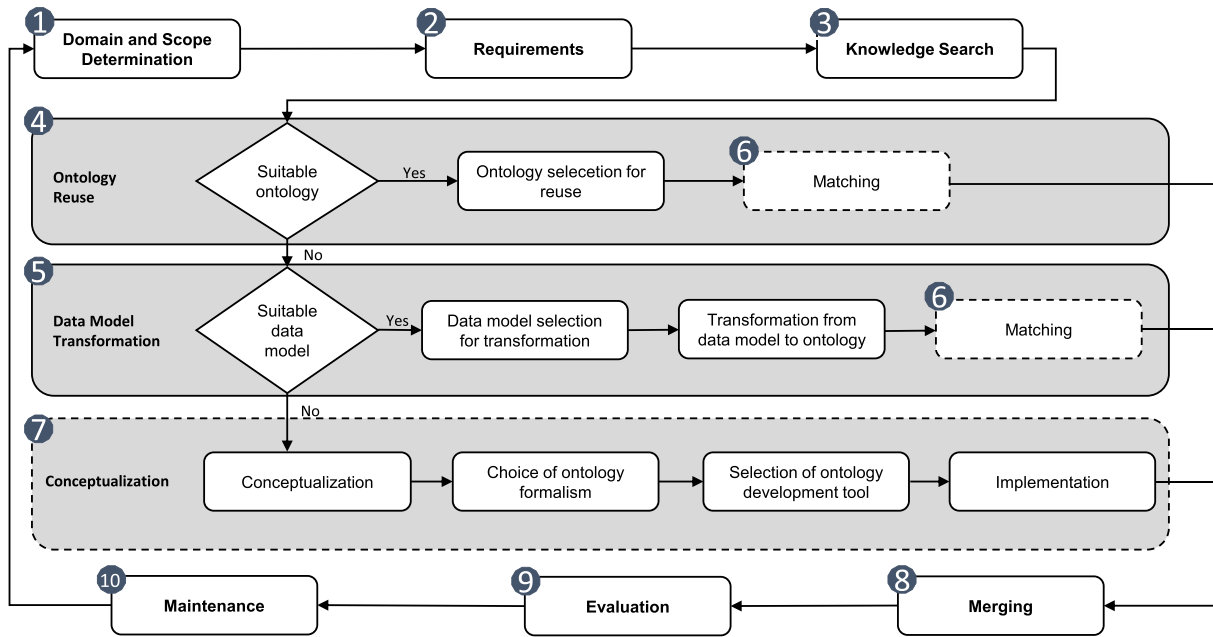 1
Domain and Scope
Determination
2
Requirements
3
Knowledge Search
4
Ontology
Reuse
Suitable
ontology
Yes
Ontology selecetion for
reuse
6
Matching
No
5
Data Model
Transformation
Suitable
data
model
Yes
Data model selection
for transformation
Transformation from
data model to ontology
6
Matching
No
7
Conceptualization
Conceptualization
Choice of ontology
formalism
Selection of ontology
development tool
Implementation
10
Maintenance
9
Evaluation
8
Merging